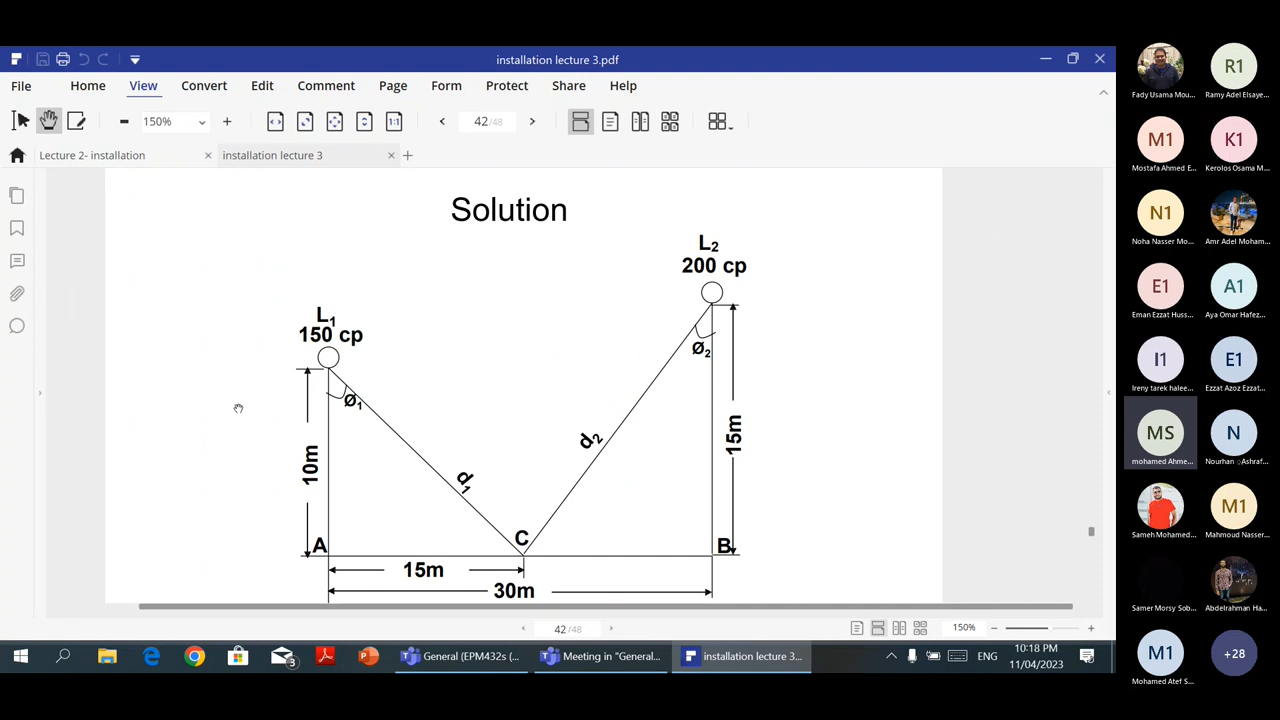 installation lecture 3.pdf
File Home View Convert Edit Comment Page Form Protect Share Help
150% 42/48 1:1
Lecture 2- installation × installation lecture 3 ×
Solution
L2
200 cp
L1
150 cp
Ø2
Ø1
10m
d1
d2
15m
A C B
15m
30m
42/48 150%
3 General (EPM432s (... Meeting in "General... installation lecture 3... ENG 10:18 PM
11/04/2023
Fady Usama Mou...
R1
Ramy Adel Elsaye...
M1
Mostafa Ahmed E...
K1
Kerolos Osama M...
N1
Noha Nasser Mo...
Amr Adel Moham...
E1
Eman Ezzat Huss...
A1
Aya Omar Hafez...
I1
Ireny tarek halee...
E1
Ezzat Azoz Ezzat...
MS
mohamed Ahme...
N
Sameh Mohamed...
M1
Mahmoud Nasser...
Samer Morsy Sob...
Abdelrahman Ha...
M1
Mohamed Atef S...
+28